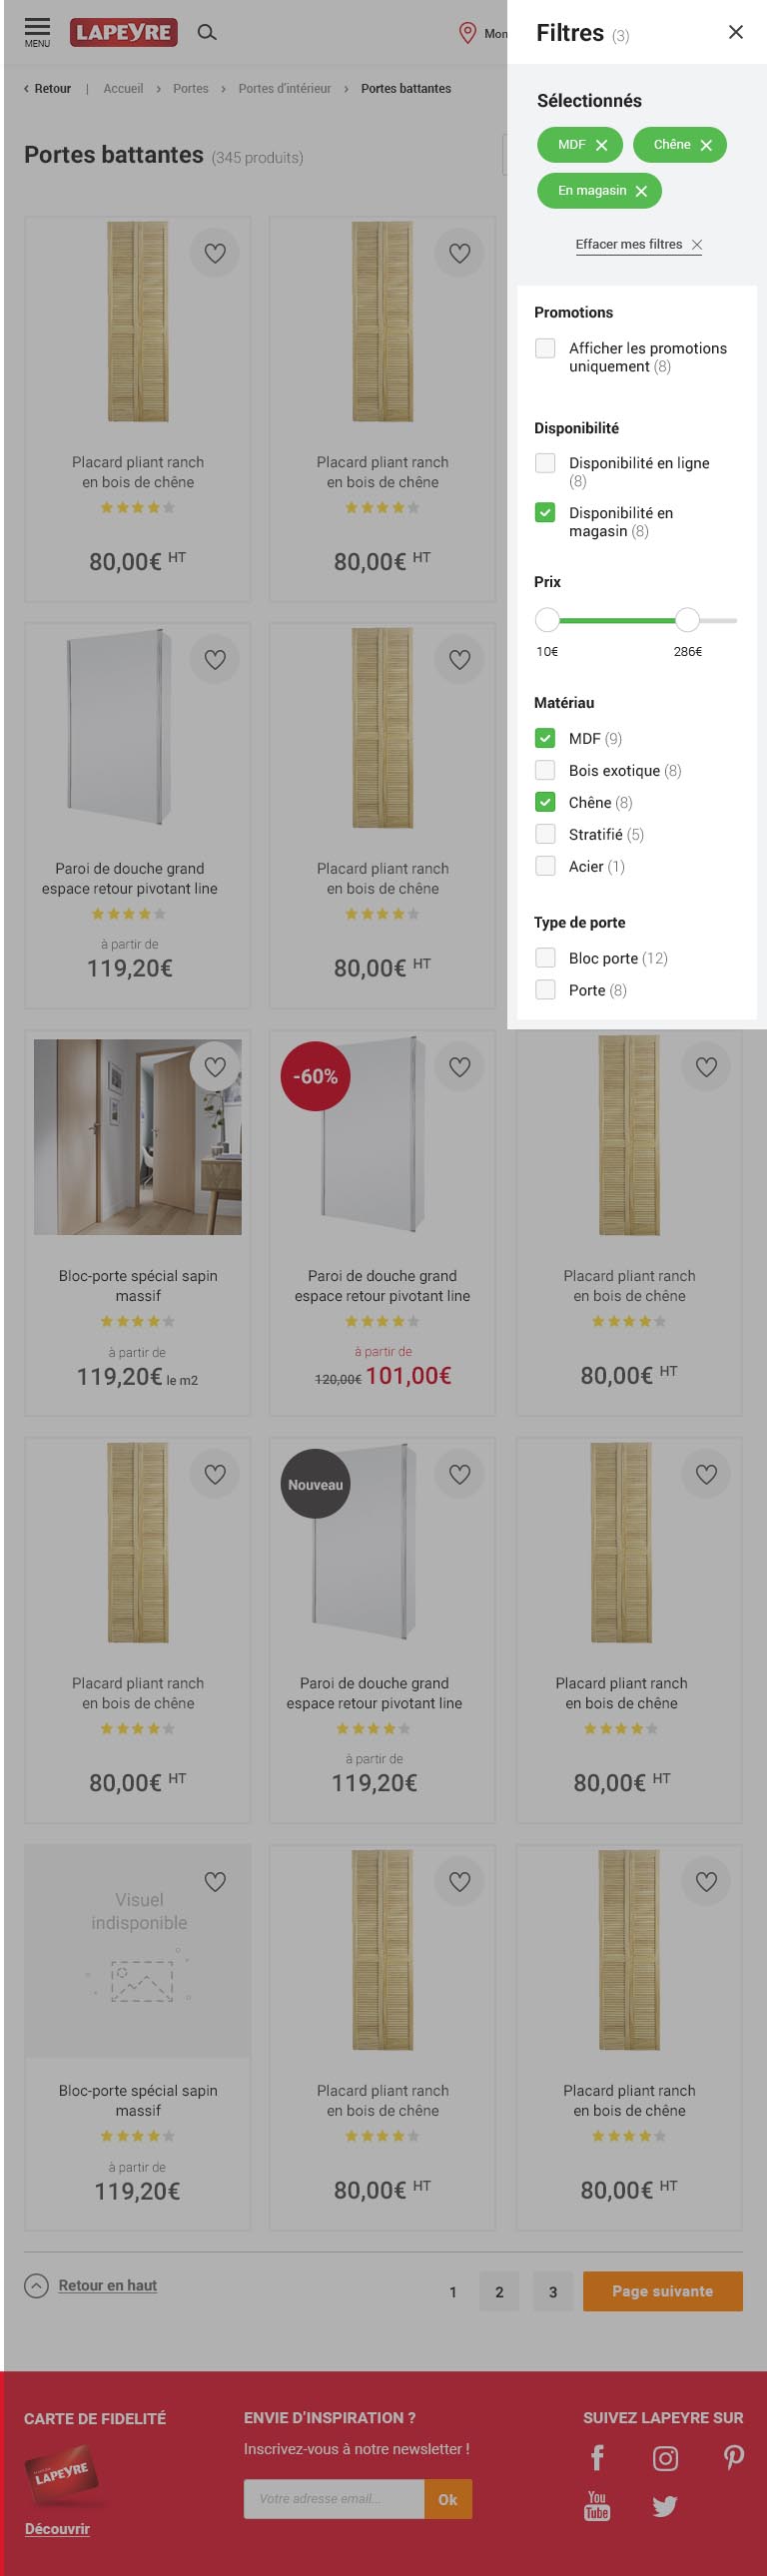 MENU
LAPEYRE
Mon
Filtres (3)
‹ Retour | Accueil › Portes › Portes d'intérieur › Portes battantes
Portes battantes (345 produits)
Sélectionnés
MDF
Chêne
En magasin
Effacer mes filtres
Promotions
Afficher les promotions
uniquement (8)
Disponibilité
Disponibilité en ligne
(8)
Disponibilité en
magasin (8)
Prix
10€
286€
Matériau
MDF (9)
Bois exotique (8)
Chêne (8)
Stratifié (5)
Acier (1)
Type de porte
Bloc porte (12)
Porte (8)
Placard pliant ranch
en bois de chêne
80,00€ HT
Placard pliant ranch
en bois de chêne
80,00€ HT
Paroi de douche grand
espace retour pivotant line
à partir de
119,20€
Placard pliant ranch
en bois de chêne
80,00€ HT
Bloc-porte spécial sapin
massif
à partir de
119,20€ le m2
-60%
Paroi de douche grand
espace retour pivotant line
à partir de
120,00€ 101,00€
Placard pliant ranch
en bois de chêne
80,00€ HT
Placard pliant ranch
en bois de chêne
80,00€ HT
Nouveau
Paroi de douche grand
espace retour pivotant line
à partir de
119,20€
Placard pliant ranch
en bois de chêne
80,00€ HT
Visuel
indisponible
Bloc-porte spécial sapin
massif
à partir de
119,20€
Placard pliant ranch
en bois de chêne
80,00€ HT
Placard pliant ranch
en bois de chêne
80,00€ HT
Retour en haut
1
2
3
Page suivante
CARTE DE FIDELITÉ
LAPEYRE
Découvrir
ENVIE D'INSPIRATION ?
Inscrivez-vous à notre newsletter !
Votre adresse email...
Ok
SUIVEZ LAPEYRE SUR
You
Tube